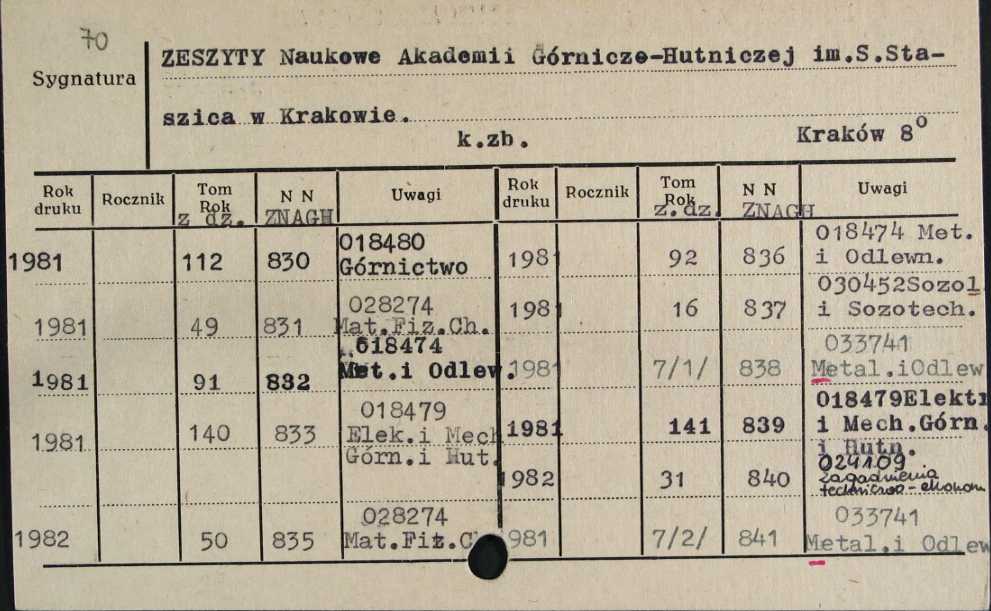 70
Sygnatura
ZESZYTY Naukowe Akademii Górniczo-Hutniczej im.S.Sta-
szica w Krakowie.
k.zb.
Kraków 8⁰
Rok druku Rocznik Tom Rok z dz. N N ZNAGH Uwagi
1981 112 830 018480 Górnictwo
1981 49 831 028274 Mat.Fiz.Ch.
1981 91 832 018474 Met.i Odlew.
1981 140 833 018479 Elek.i Mech Górn.i Hut.
1982 50 835 028274 Mat.Fiz.C
Rok druku Rocznik Tom Rok z.dz. N N ZNAGH Uwagi
1981 92 836 018474 Met. i Odlewn.
1981 16 837 030452Sozol i Sozotech.
1981 7/1/ 838 033741 Metal.iOdlew
1981 141 839 018479Elektr i Mech.Górn. i Hutn.
1982 31 840 024109 zagadnienia techniczno-ekonom
1981 7/2/ 841 033741 Metal.i Odlew